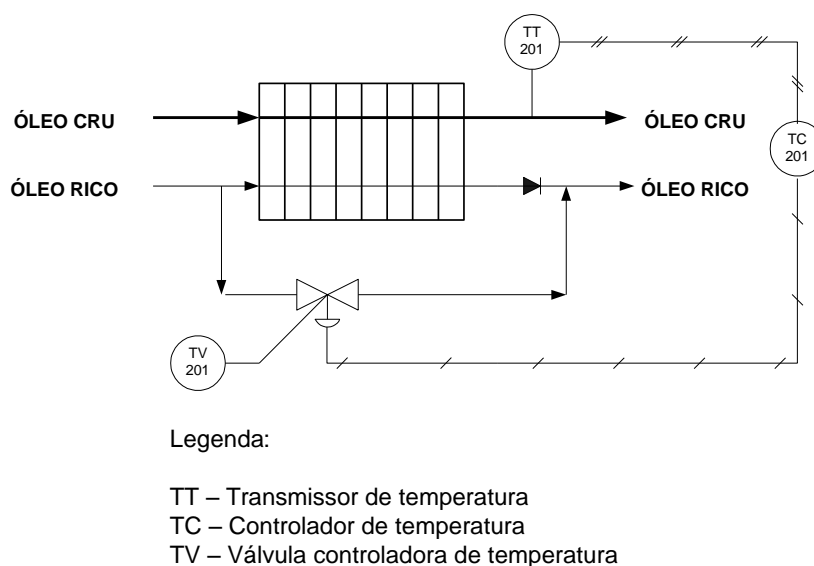 TT
201
ÓLEO CRU
ÓLEO CRU
TC
201
ÓLEO RICO
ÓLEO RICO
TV
201
Legenda:
TT – Transmissor de temperatura
TC – Controlador de temperatura
TV – Válvula controladora de temperatura